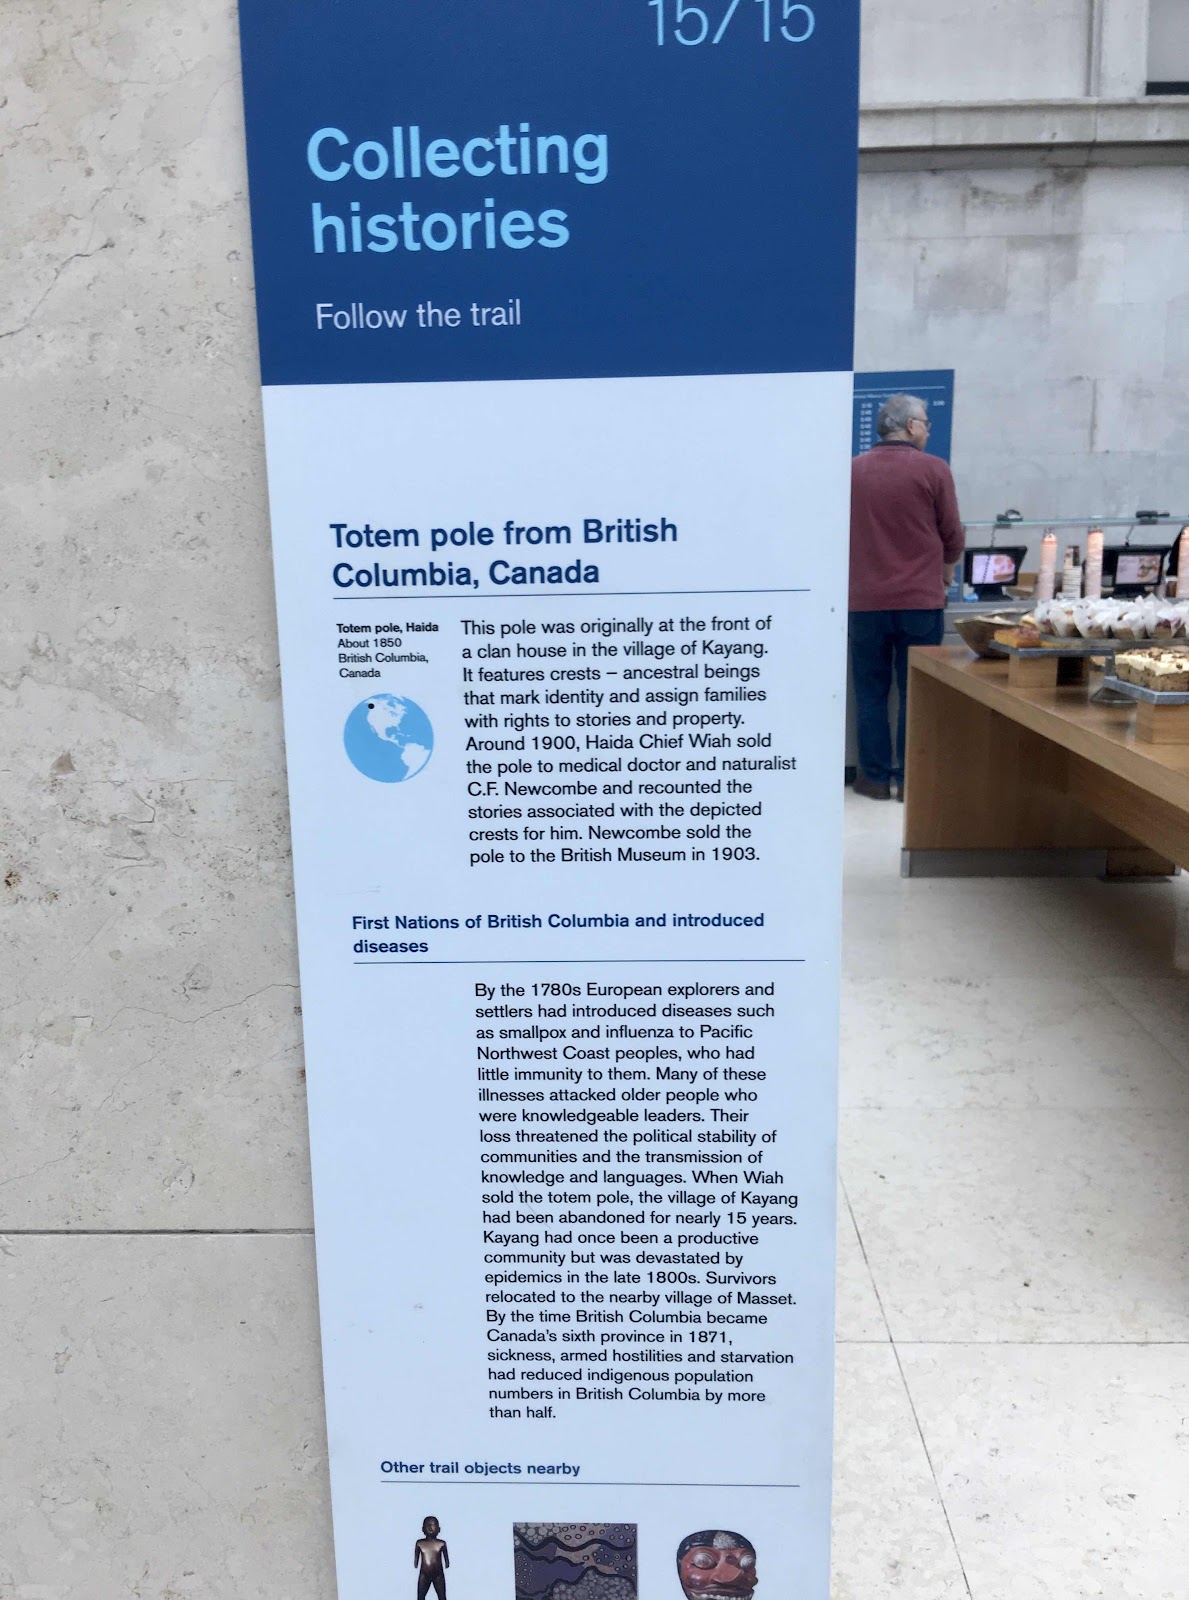 15/15
Collecting
histories
Follow the trail
Totem pole from British
Columbia, Canada
Totem pole, Haida
About 1850
British Columbia,
Canada
This pole was originally at the front of
a clan house in the village of Kayang.
It features crests – ancestral beings
that mark identity and assign families
with rights to stories and property.
Around 1900, Haida Chief Wiah sold
the pole to medical doctor and naturalist
C.F. Newcombe and recounted the
stories associated with the depicted
crests for him. Newcombe sold the
pole to the British Museum in 1903.
First Nations of British Columbia and introduced
diseases
By the 1780s European explorers and
settlers had introduced diseases such
as smallpox and influenza to Pacific
Northwest Coast peoples, who had
little immunity to them. Many of these
illnesses attacked older people who
were knowledgeable leaders. Their
loss threatened the political stability of
communities and the transmission of
knowledge and languages. When Wiah
sold the totem pole, the village of Kayang
had been abandoned for nearly 15 years.
Kayang had once been a productive
community but was devastated by
epidemics in the late 1800s. Survivors
relocated to the nearby village of Masset.
By the time British Columbia became
Canada's sixth province in 1871,
sickness, armed hostilities and starvation
had reduced indigenous population
numbers in British Columbia by more
than half.
Other trail objects nearby